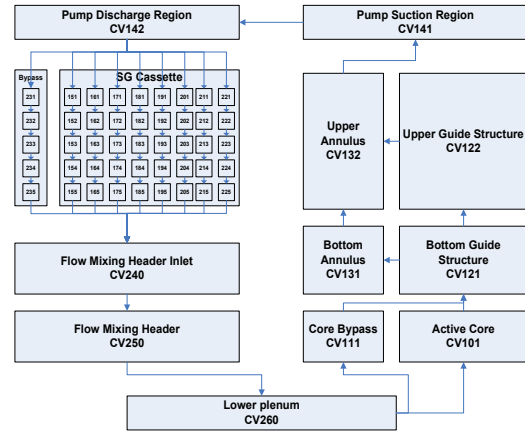 Pump Discharge Region
CV142
Pump Suction Region
CV141
Bypass
SG Cassette
231
151
161
171
181
191
201
211
221
232
152
162
172
182
192
202
212
222
233
153
163
173
183
193
203
213
223
234
154
164
174
184
194
204
214
224
235
155
165
175
185
195
205
215
225
Upper
Annulus
CV132
Upper Guide Structure
CV122
Flow Mixing Header Inlet
CV240
Bottom
Annulus
CV131
Bottom Guide
Structure
CV121
Flow Mixing Header
CV250
Core Bypass
CV111
Active Core
CV101
Lower plenum
CV260